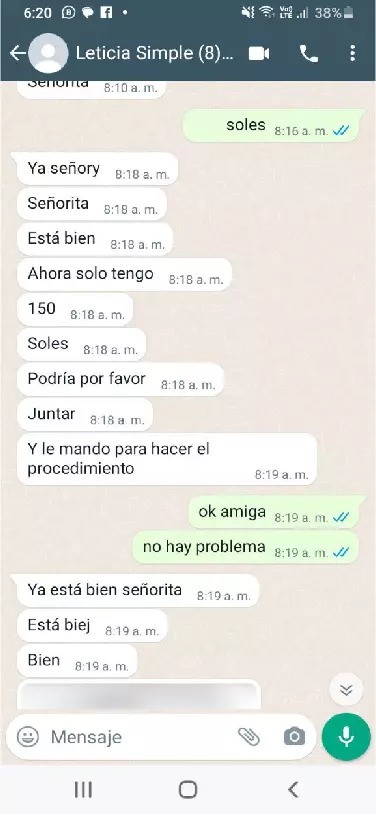 6:20
38%
Leticia Simple (8)...
Señorita 8:10 a. m.
soles 8:16 a. m.
Ya señory 8:18 a. m.
Señorita 8:18 a. m.
Está bien 8:18 a. m.
Ahora solo tengo 8:18 a. m.
150 8:18 a. m.
Soles 8:18 a. m.
Podría por favor 8:18 a. m.
Juntar 8:18 a. m.
Y le mando para hacer el
procedimiento 8:19 a. m.
ok amiga 8:19 a. m.
no hay problema 8:19 a. m.
Ya está bien señorita 8:19 a. m.
Está biej 8:19 a. m.
Bien 8:19 a. m.
Mensaje